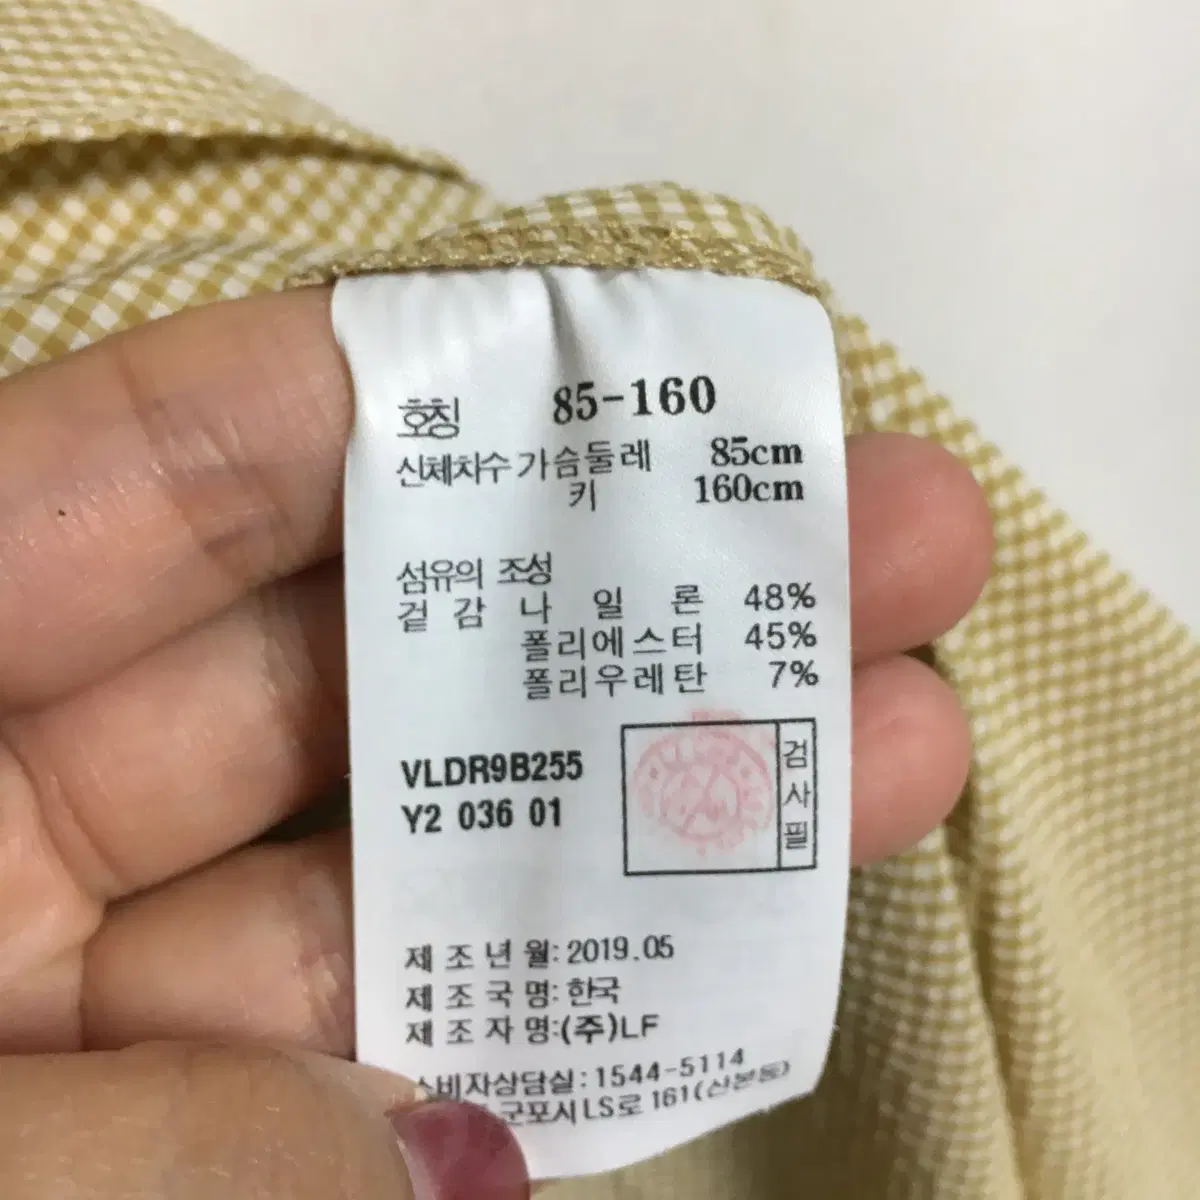 호칭 85-160
신체치수 가슴둘레 85cm
키 160cm
섬유의 조성
겉감 나일론 48%
폴리에스터 45%
폴리우레탄 7%
VLDR9B255
Y2 036 01
검사필
제조년월: 2019.05
제조국명: 한국
제조자명: (주)LF
소비자상담실: 1544-5114
군포시 LS로 161(산본동)